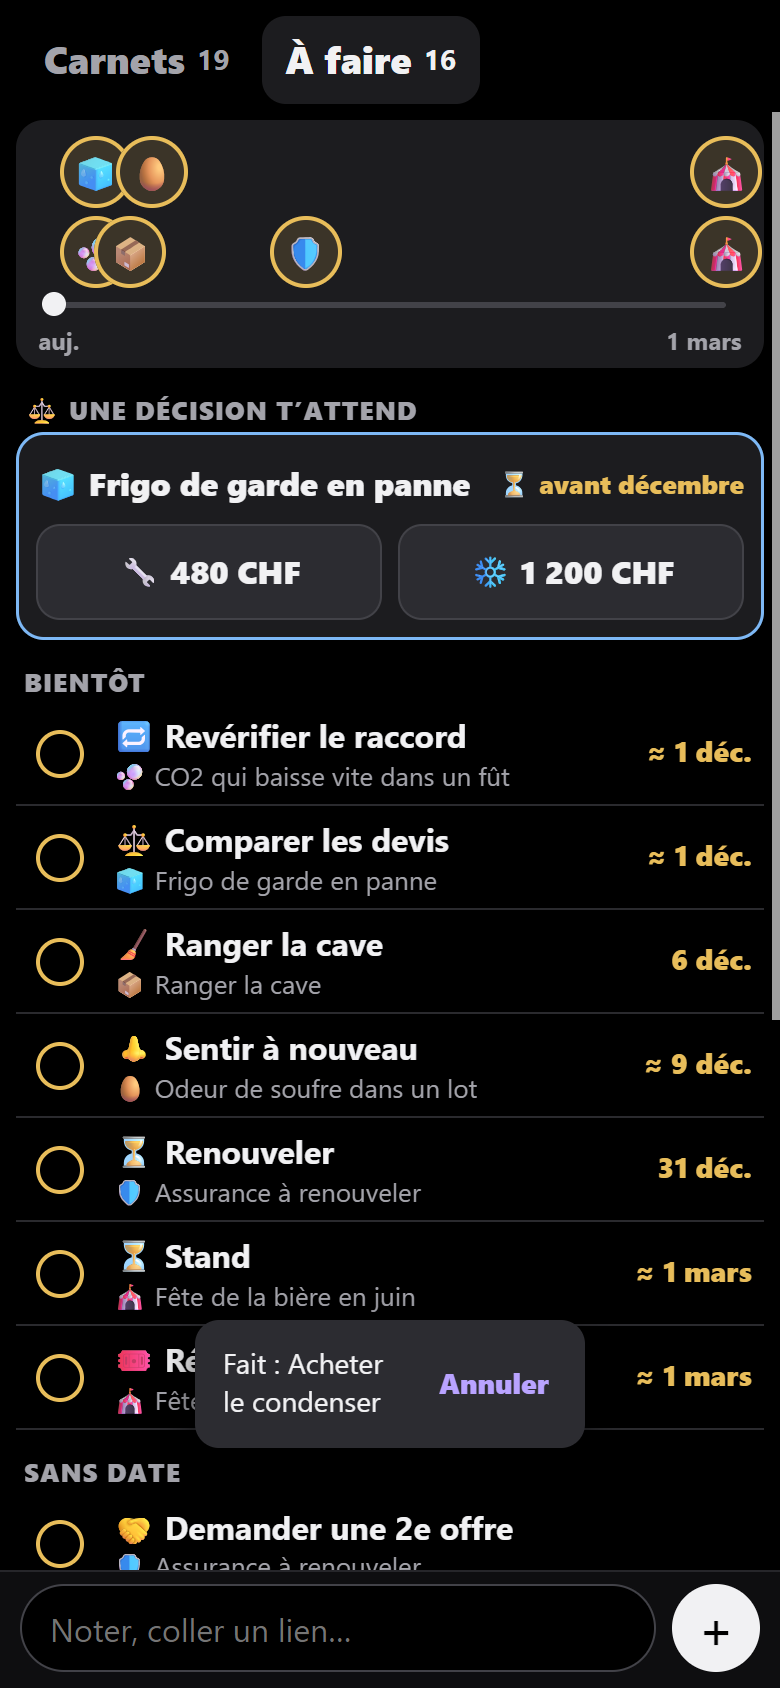 Carnets 19
À faire 16
auj.
1 mars
UNE DÉCISION T’ATTEND
Frigo de garde en panne
avant décembre
480 CHF
1 200 CHF
BIENTÔT
Revérifier le raccord
≈ 1 déc.
CO2 qui baisse vite dans un fût
Comparer les devis
≈ 1 déc.
Frigo de garde en panne
Ranger la cave
6 déc.
Ranger la cave
Sentir à nouveau
≈ 9 déc.
Odeur de soufre dans un lot
Renouveler
31 déc.
Assurance à renouveler
Stand
≈ 1 mars
Fête de la bière en juin
≈ 1 mars
Fait : Acheter
le condenser
Annuler
SANS DATE
Demander une 2e offre
Assurance à renouveler
Noter, coller un lien…
+